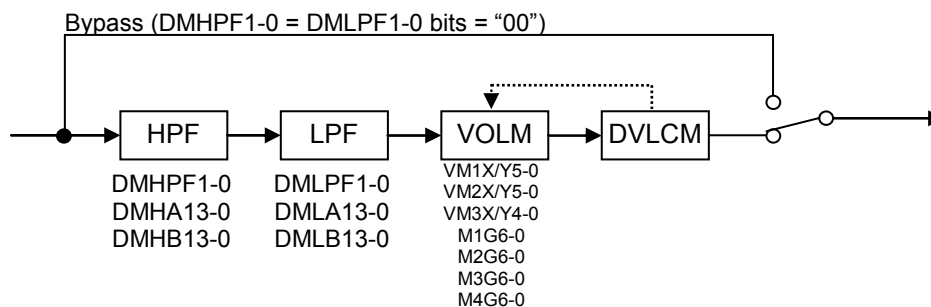 Bypass (DMHPF1-0 = DMLPF1-0 bits = “00”)
HPF
LPF
VOLM
DVLCM
DMHPF1-0
DMHA13-0
DMHB13-0
DMLPF1-0
DMLA13-0
DMLB13-0
VM1X/Y5-0
VM2X/Y5-0
VM3X/Y4-0
M1G6-0
M2G6-0
M3G6-0
M4G6-0